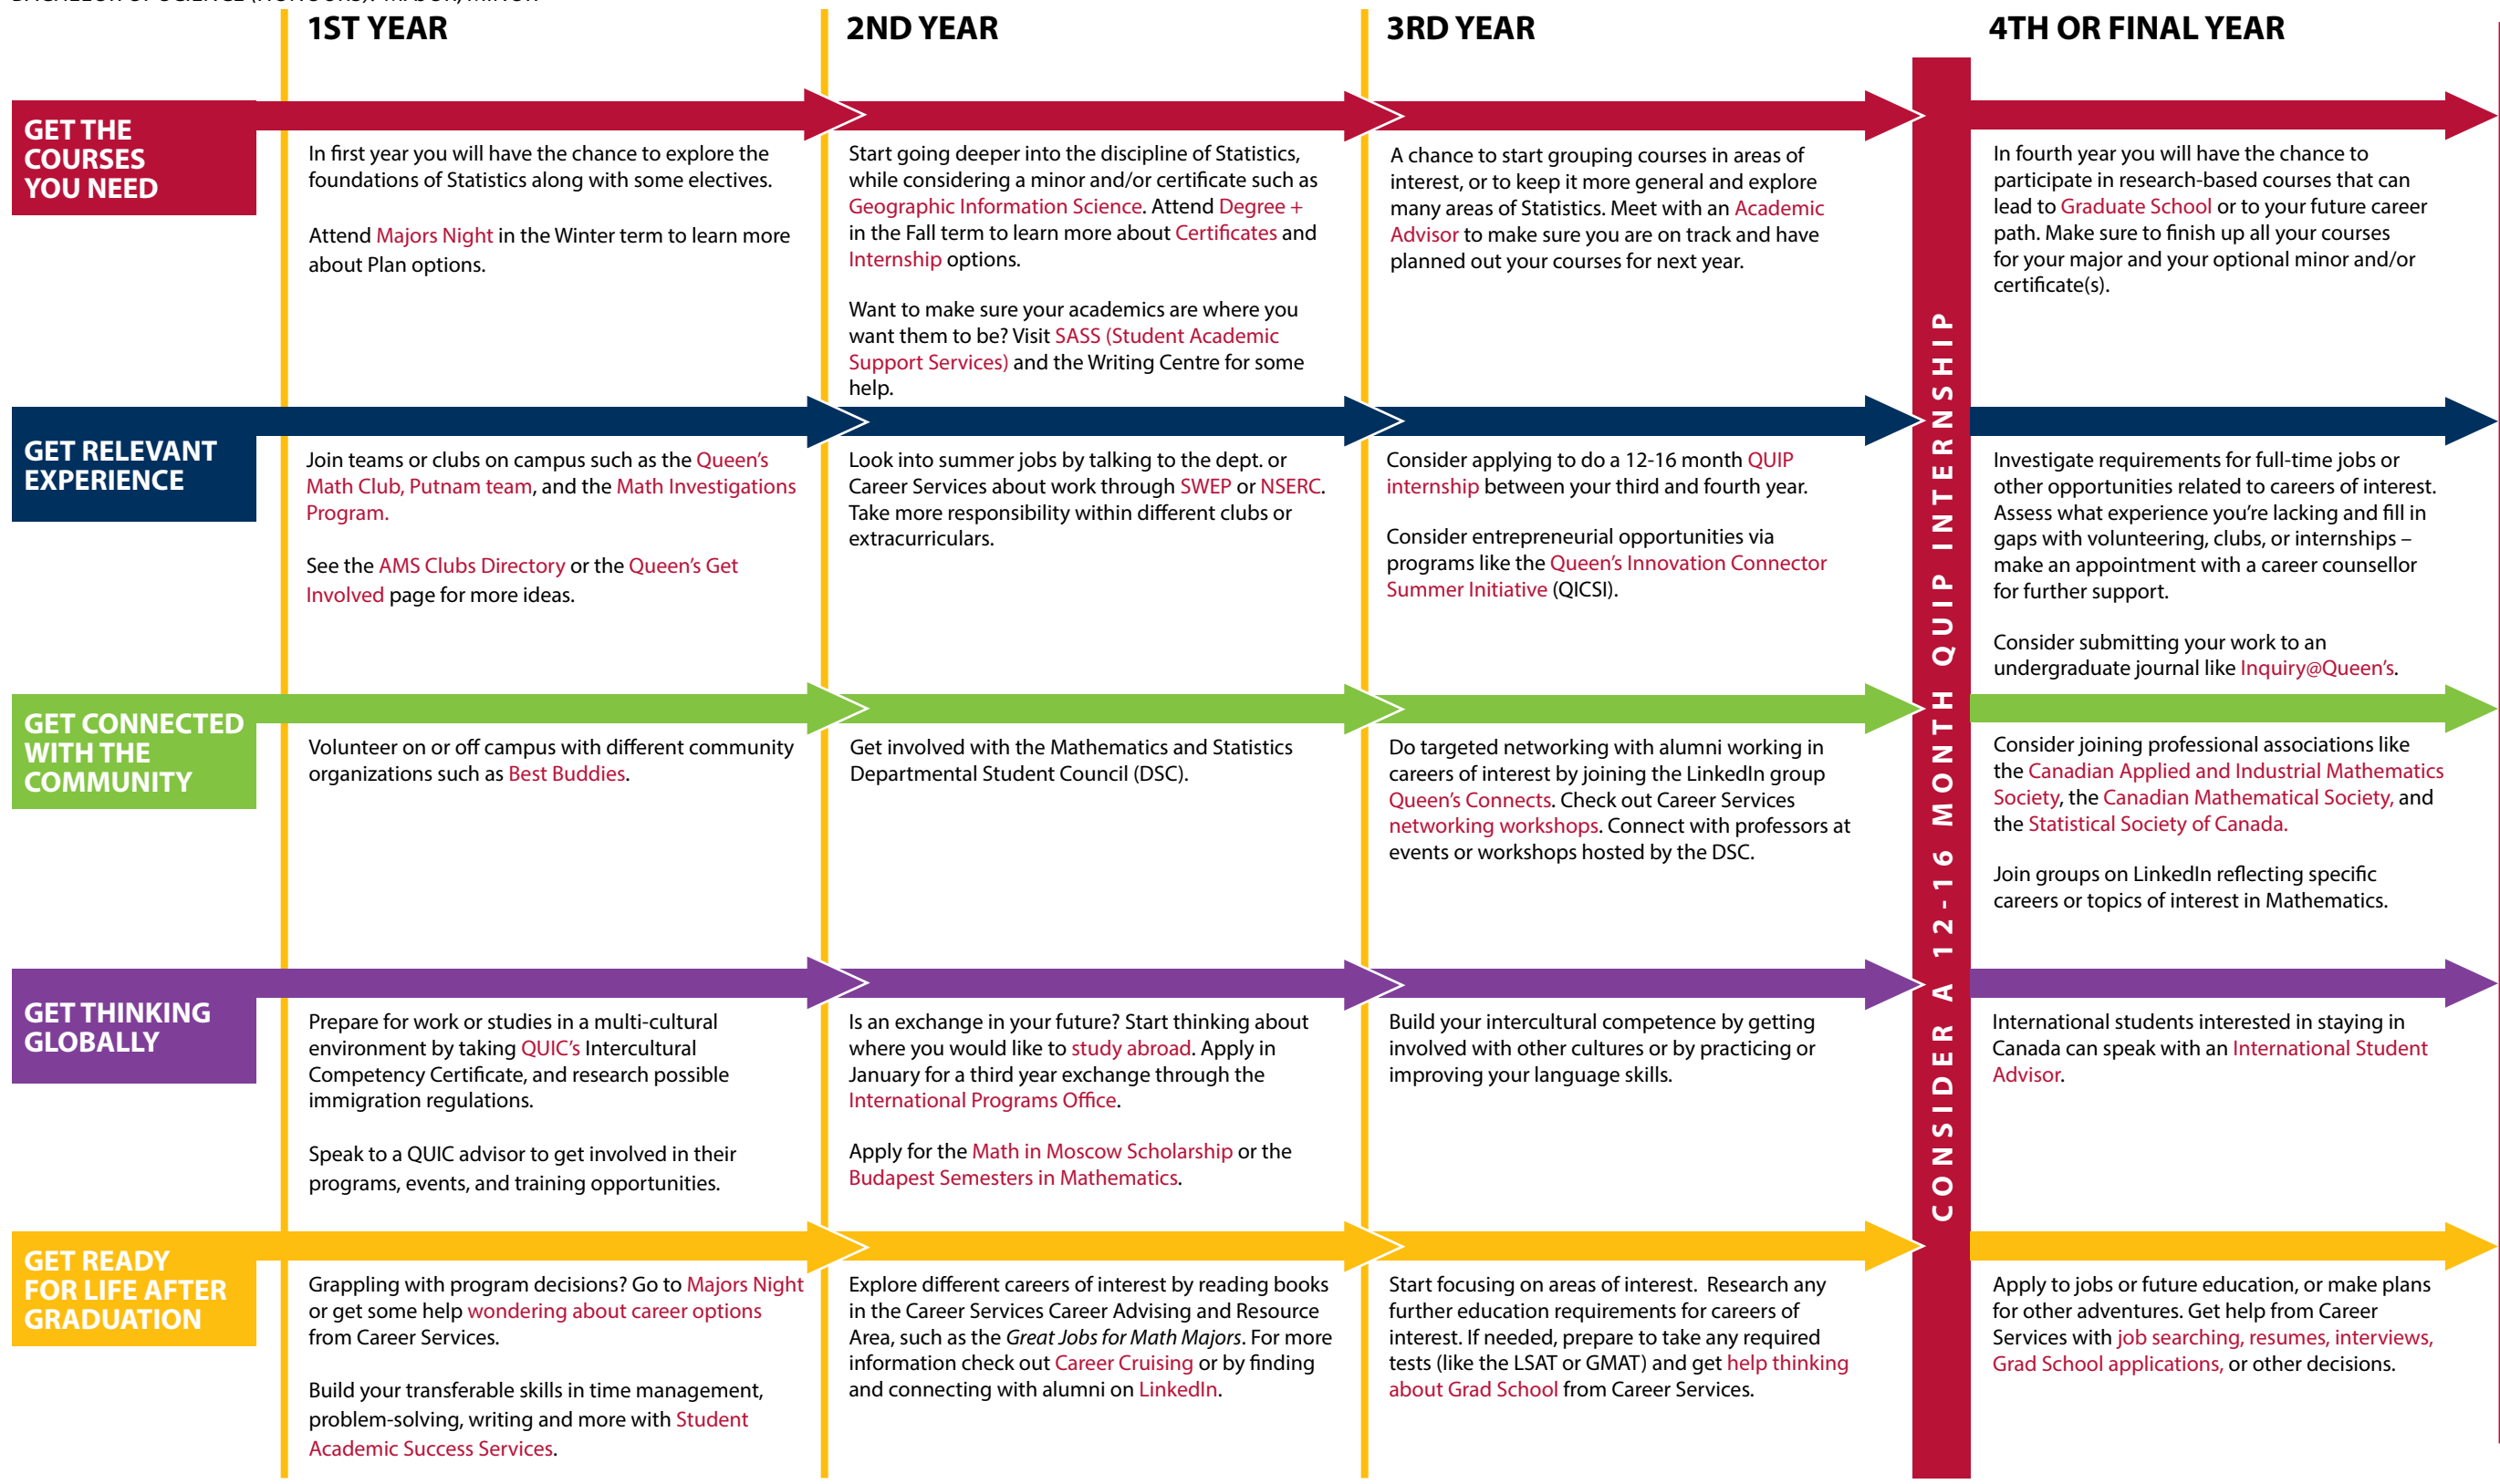 BACHELOR OF SCIENCE (HONOURS): MAJOR, MINOR
1ST YEAR
2ND YEAR
3RD YEAR
4TH OR FINAL YEAR
GET THE
COURSES
YOU NEED
In first year you will have the chance to explore the
foundations of Statistics along with some electives.
Attend Majors Night in the Winter term to learn more
about Plan options.
Start going deeper into the discipline of Statistics,
while considering a minor and/or certificate such as
Geographic Information Science. Attend Degree +
in the Fall term to learn more about Certificates and
Internship options.
Want to make sure your academics are where you
want them to be? Visit SASS (Student Academic
Support Services) and the Writing Centre for some
help.
A chance to start grouping courses in areas of
interest, or to keep it more general and explore
many areas of Statistics. Meet with an Academic
Advisor to make sure you are on track and have
planned out your courses for next year.
In fourth year you will have the chance to
participate in research-based courses that can
lead to Graduate School or to your future career
path. Make sure to finish up all your courses
for your major and your optional minor and/or
certificate(s).
GET RELEVANT
EXPERIENCE
Join teams or clubs on campus such as the Queen's
Math Club, Putnam team, and the Math Investigations
Program.
See the AMS Clubs Directory or the Queen's Get
Involved page for more ideas.
Look into summer jobs by talking to the dept. or
Career Services about work through SWEP or NSERC.
Take more responsibility within different clubs or
extracurriculars.
Consider applying to do a 12-16 month QUIP
internship between your third and fourth year.
Consider entrepreneurial opportunities via
programs like the Queen's Innovation Connector
Summer Initiative (QICSI).
Investigate requirements for full-time jobs or
other opportunities related to careers of interest.
Assess what experience you're lacking and fill in
gaps with volunteering, clubs, or internships –
make an appointment with a career counsellor
for further support.
Consider submitting your work to an
undergraduate journal like Inquiry@Queen's.
GET CONNECTED
WITH THE
COMMUNITY
Volunteer on or off campus with different community
organizations such as Best Buddies.
Get involved with the Mathematics and Statistics
Departmental Student Council (DSC).
Do targeted networking with alumni working in
careers of interest by joining the LinkedIn group
Queen's Connects. Check out Career Services
networking workshops. Connect with professors at
events or workshops hosted by the DSC.
Consider joining professional associations like
the Canadian Applied and Industrial Mathematics
Society, the Canadian Mathematical Society, and
the Statistical Society of Canada.
Join groups on LinkedIn reflecting specific
careers or topics of interest in Mathematics.
GET THINKING
GLOBALLY
Prepare for work or studies in a multi-cultural
environment by taking QUIC's Intercultural
Competency Certificate, and research possible
immigration regulations.
Speak to a QUIC advisor to get involved in their
programs, events, and training opportunities.
Is an exchange in your future? Start thinking about
where you would like to study abroad. Apply in
January for a third year exchange through the
International Programs Office.
Apply for the Math in Moscow Scholarship or the
Budapest Semesters in Mathematics.
Build your intercultural competence by getting
involved with other cultures or by practicing or
improving your language skills.
International students interested in staying in
Canada can speak with an International Student
Advisor.
GET READY
FOR LIFE AFTER
GRADUATION
Grappling with program decisions? Go to Majors Night
or get some help wondering about career options
from Career Services.
Build your transferable skills in time management,
problem-solving, writing and more with Student
Academic Success Services.
Explore different careers of interest by reading books
in the Career Services Career Advising and Resource
Area, such as the Great Jobs for Math Majors. For more
information check out Career Cruising or by finding
and connecting with alumni on LinkedIn.
Start focusing on areas of interest. Research any
further education requirements for careers of
interest. If needed, prepare to take any required
tests (like the LSAT or GMAT) and get help thinking
about Grad School from Career Services.
Apply to jobs or future education, or make plans
for other adventures. Get help from Career
Services with job searching, resumes, interviews,
Grad School applications, or other decisions.
CONSIDER A 12-16 MONTH QUIP INTERNSHIP